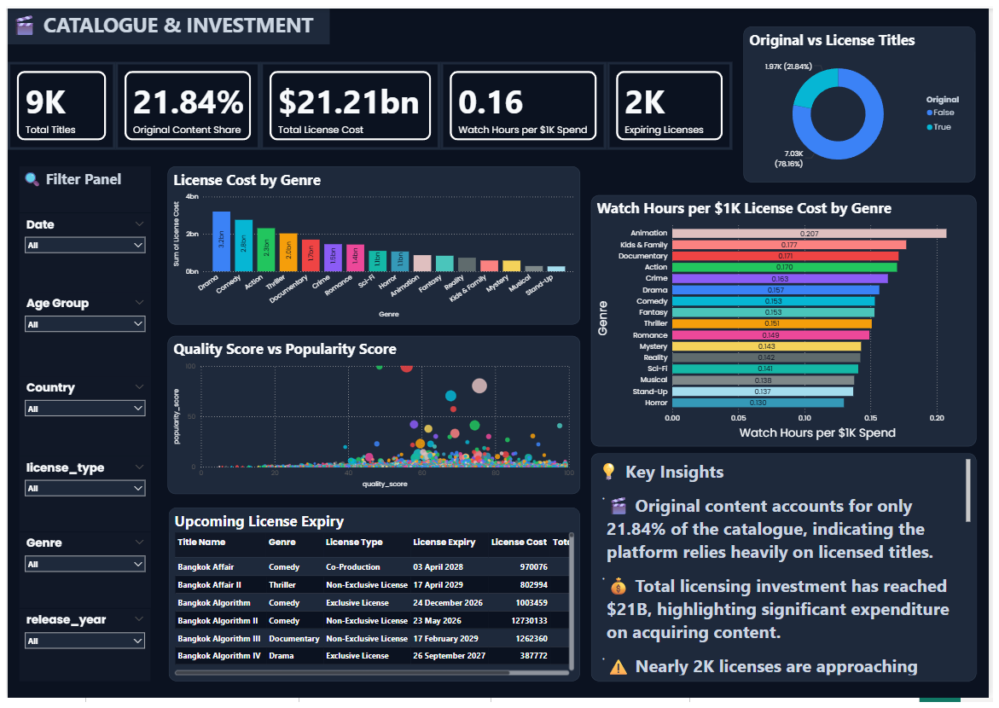 CATALOGUE & INVESTMENT
9K
Total Titles
21.84%
Original Content Share
$21.21bn
Total License Cost
0.16
Watch Hours per $1K Spend
2K
Expiring Licenses
Original vs License Titles
1.97K (21.84%)
7.03K
(78.16%)
Original
False
True
Filter Panel
Date
All
Age Group
All
Country
All
license_type
All
Genre
All
release_year
All
License Cost by Genre
Sum of License Cost
4bn
2bn
0bn
3.2bn
2.8bn
2.3bn
2.0bn
1.7bn
1.5bn
1.4bn
1.1bn
1.1bn
Drama
Comedy
Action
Thriller
Documentary
Crime
Romance
Sci-Fi
Horror
Animation
Fantasy
Reality
Kids & Family
Mystery
Musical
Stand-Up
Genre
Quality Score vs Popularity Score
popularity_score
100
50
0
0
20
40
60
80
100
quality_score
Upcoming License Expiry
Title Name Genre License Type License Expiry License Cost
Bangkok Affair Comedy Co-Production 03 April 2028 970076
Bangkok Affair II Thriller Non-Exclusive License 17 April 2029 802994
Bangkok Algorithm Comedy Exclusive License 24 December 2026 1003459
Bangkok Algorithm II Comedy Non-Exclusive License 23 May 2026 12730133
Bangkok Algorithm III Documentary Non-Exclusive License 17 February 2029 1262360
Bangkok Algorithm IV Drama Exclusive License 26 September 2027 387772
Watch Hours per $1K License Cost by Genre
Genre
Animation 0.207
Kids & Family 0.177
Documentary 0.171
Action 0.170
Crime 0.163
Drama 0.157
Comedy 0.153
Fantasy 0.153
Thriller 0.151
Romance 0.149
Mystery 0.143
Reality 0.142
Sci-Fi 0.141
Musical 0.138
Stand-Up 0.137
Horror 0.130
0.00 0.05 0.10 0.15 0.20
Watch Hours per $1K Spend
Key Insights
Original content accounts for only
21.84% of the catalogue, indicating the
platform relies heavily on licensed titles.
Total licensing investment has reached
$21B, highlighting significant expenditure
on acquiring content.
Nearly 2K licenses are approaching